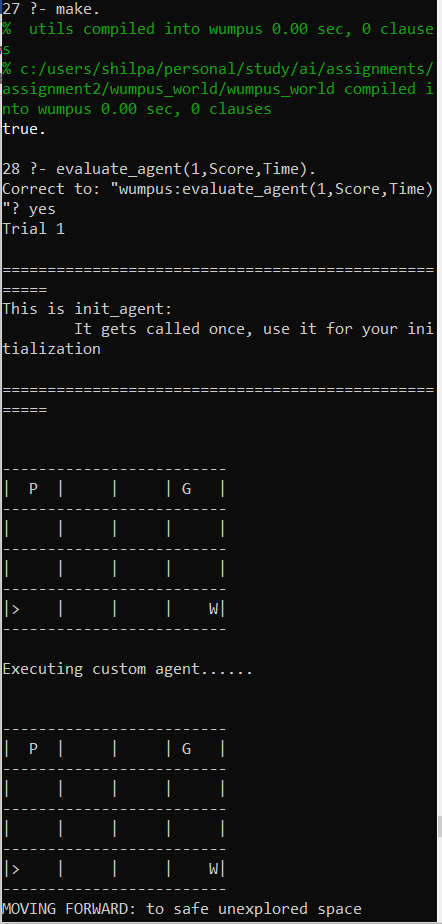 27 ?- make.
%  utils compiled into wumpus 0.00 sec, 0 clause
s
% c:/users/shilpa/personal/study/ai/assignments/
assignment2/wumpus_world/wumpus_world compiled i
nto wumpus 0.00 sec, 0 clauses
true.

28 ?- evaluate_agent(1,Score,Time).
Correct to: "wumpus:evaluate_agent(1,Score,Time)
"? yes
Trial 1

================================================
=====
This is init_agent:
        It gets called once, use it for your ini
tialization

================================================
=====


-------------------------
|  P  |     |     | G   |
-------------------------
|     |     |     |     |
-------------------------
|     |     |     |     |
-------------------------
|>    |     |     |    W|
-------------------------

Executing custom agent......


-------------------------
|  P  |     |     | G   |
-------------------------
|     |     |     |     |
-------------------------
|     |     |     |     |
-------------------------
|>    |     |     |    W|
-------------------------
MOVING FORWARD: to safe unexplored space